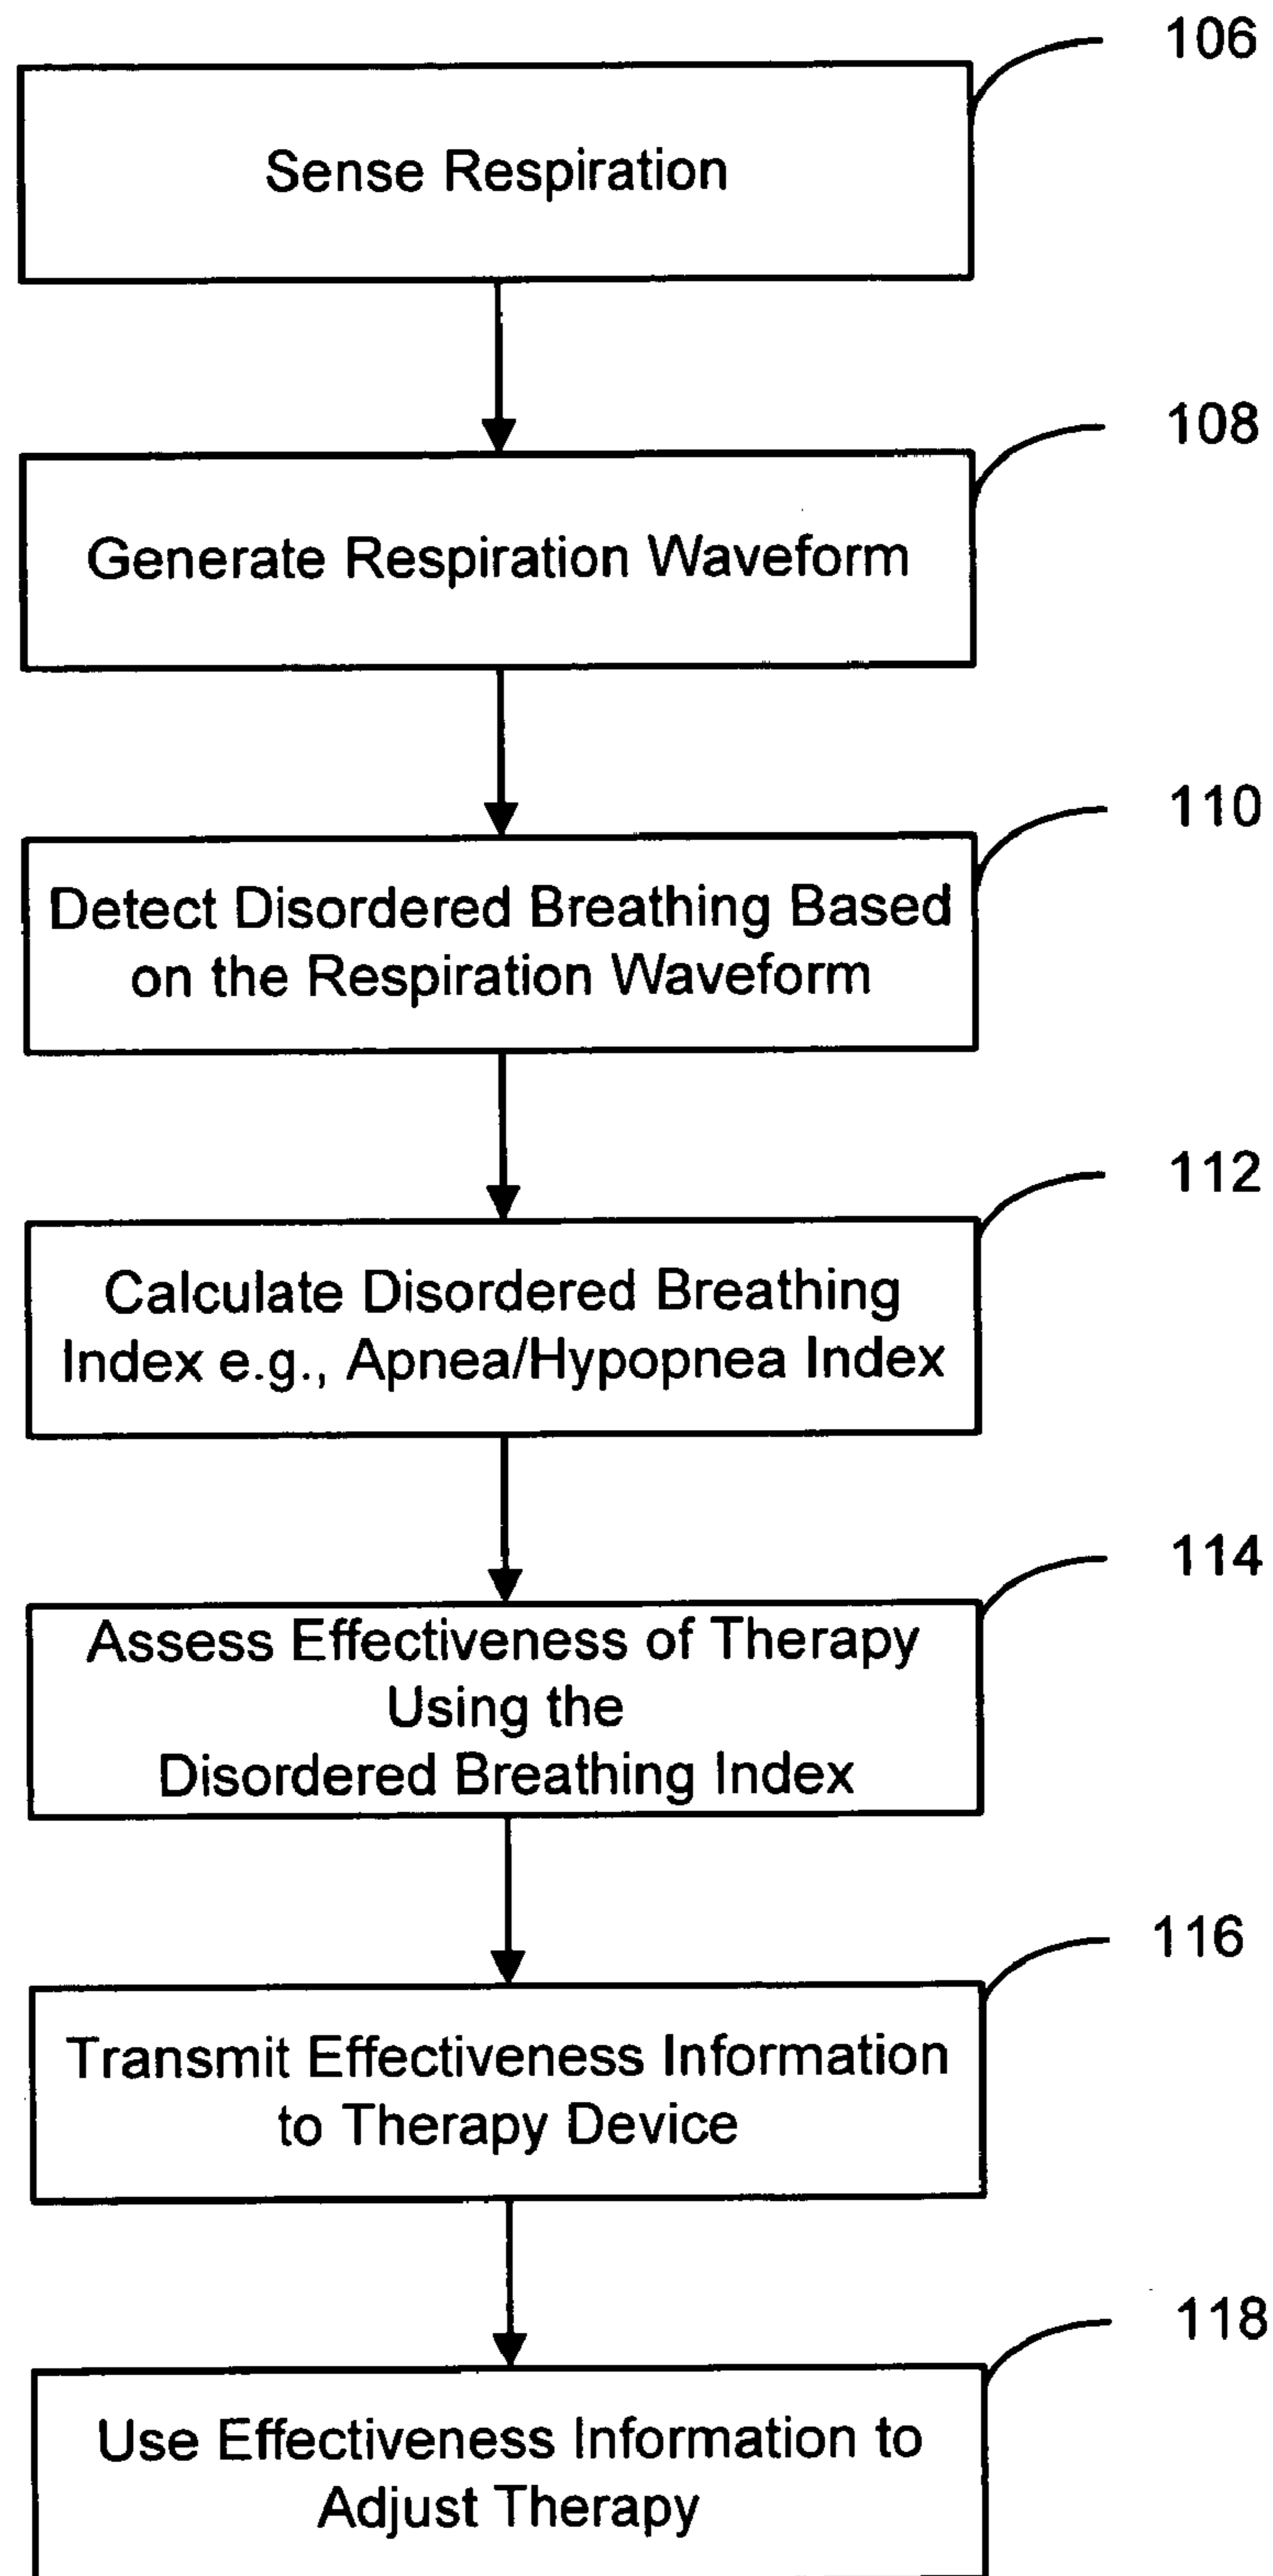 106
Sense Respiration
108
Generate Respiration Waveform
110
Detect Disordered Breathing Based
on the Respiration Waveform
112
Calculate Disordered Breathing
Index e.g., Apnea/Hypopnea Index
114
Assess Effectiveness of Therapy
Using the
Disordered Breathing Index
116
Transmit Effectiveness Information
to Therapy Device
118
Use Effectiveness Information to
Adjust Therapy